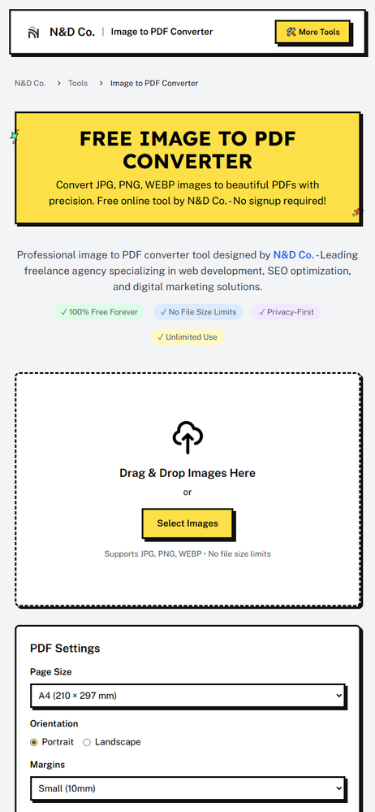 N&D Co. | Image to PDF Converter
🛠 More Tools
N&D Co. > Tools > Image to PDF Converter
FREE IMAGE TO PDF
CONVERTER
Convert JPG, PNG, WEBP images to beautiful PDFs with
precision. Free online tool by N&D Co. - No signup required!
Professional image to PDF converter tool designed by N&D Co. - Leading
freelance agency specializing in web development, SEO optimization,
and digital marketing solutions.
✓ 100% Free Forever ✓ No File Size Limits ✓ Privacy-First
✓ Unlimited Use
Drag & Drop Images Here
or
Select Images
Supports JPG, PNG, WEBP • No file size limits
PDF Settings
Page Size
A4 (210 × 297 mm)
Orientation
Portrait Landscape
Margins
Small (10mm)